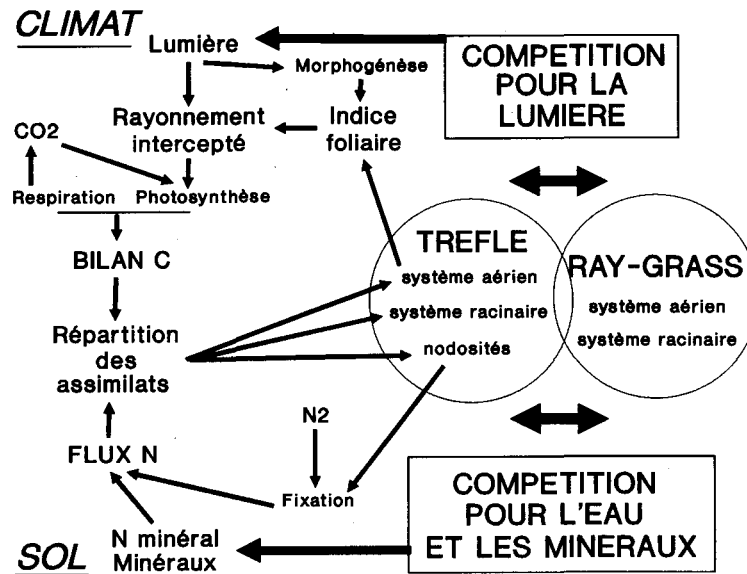 CLIMAT
Lumière
Morphogénèse
COMPETITION
POUR LA
LUMIERE
Rayonnement
intercepté
Indice
foliaire
CO2
Respiration
Photosynthèse
BILAN C
TREFLE
système aérien
système racinaire
nodosités
RAY-GRASS
système aérien
système racinaire
Répartition
des
assimilats
N2
FLUX N
Fixation
N minéral
Minéraux
SOL
COMPETITION
POUR L'EAU
ET LES MINERAUX